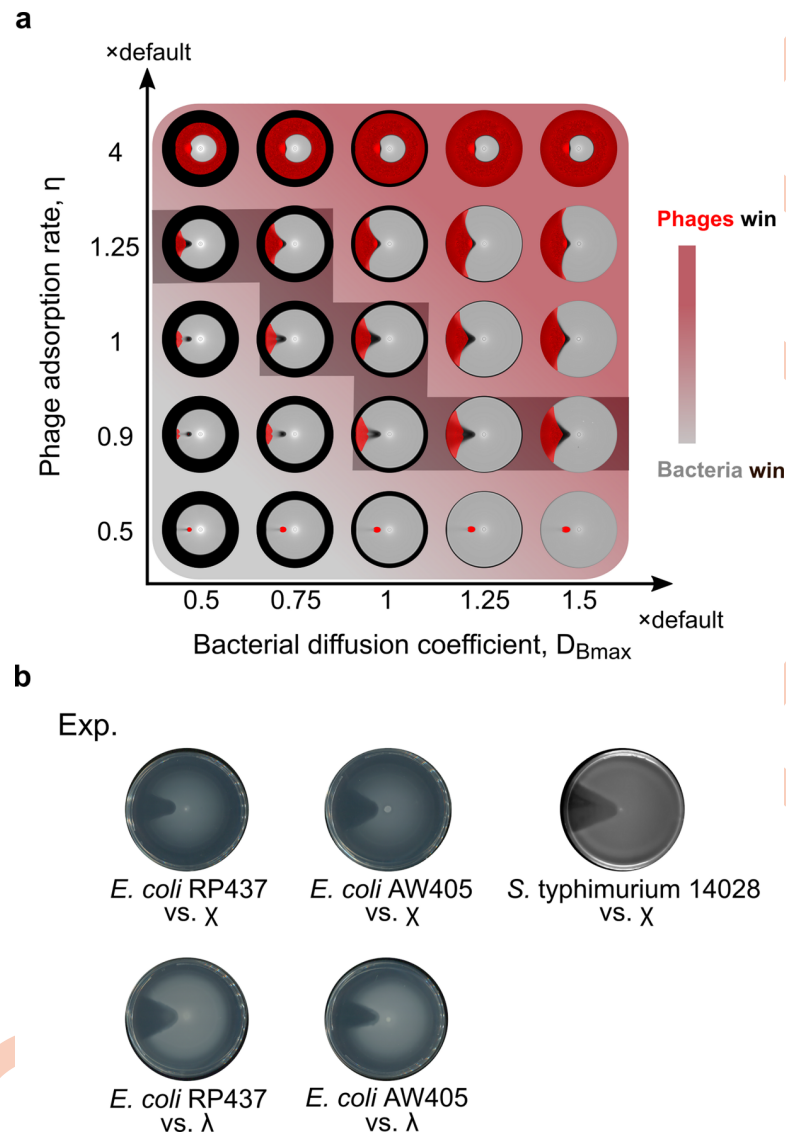 a
×default
Phage adsorption rate, η
4
1.25
1
0.9
0.5
Phages win
Bacteria win
0.5 0.75 1 1.25 1.5
×default
Bacterial diffusion coefficient, D_Bmax
b
Exp.
E. coli RP437
vs. χ
E. coli AW405
vs. χ
S. typhimurium 14028
vs. χ
E. coli RP437
vs. λ
E. coli AW405
vs. λ